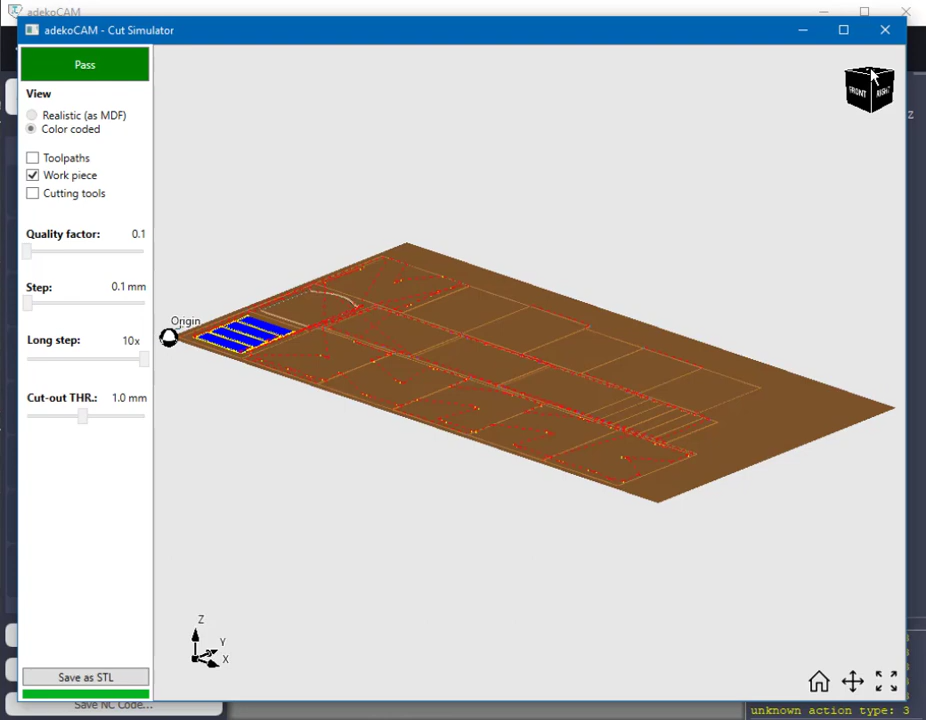 adekoCAM
adekoCAM - Cut Simulator
Pass
View
Realistic (as MDF)
Color coded
Toolpaths
Work piece
Cutting tools
Quality factor: 0.1
Step: 0.1 mm
Long step: 10x
Cut-out THR.: 1.0 mm
FRONT RIGHT
Z
Origin
Z
Y
X
Save as STL
Save NC Code...
unknown action type: 3